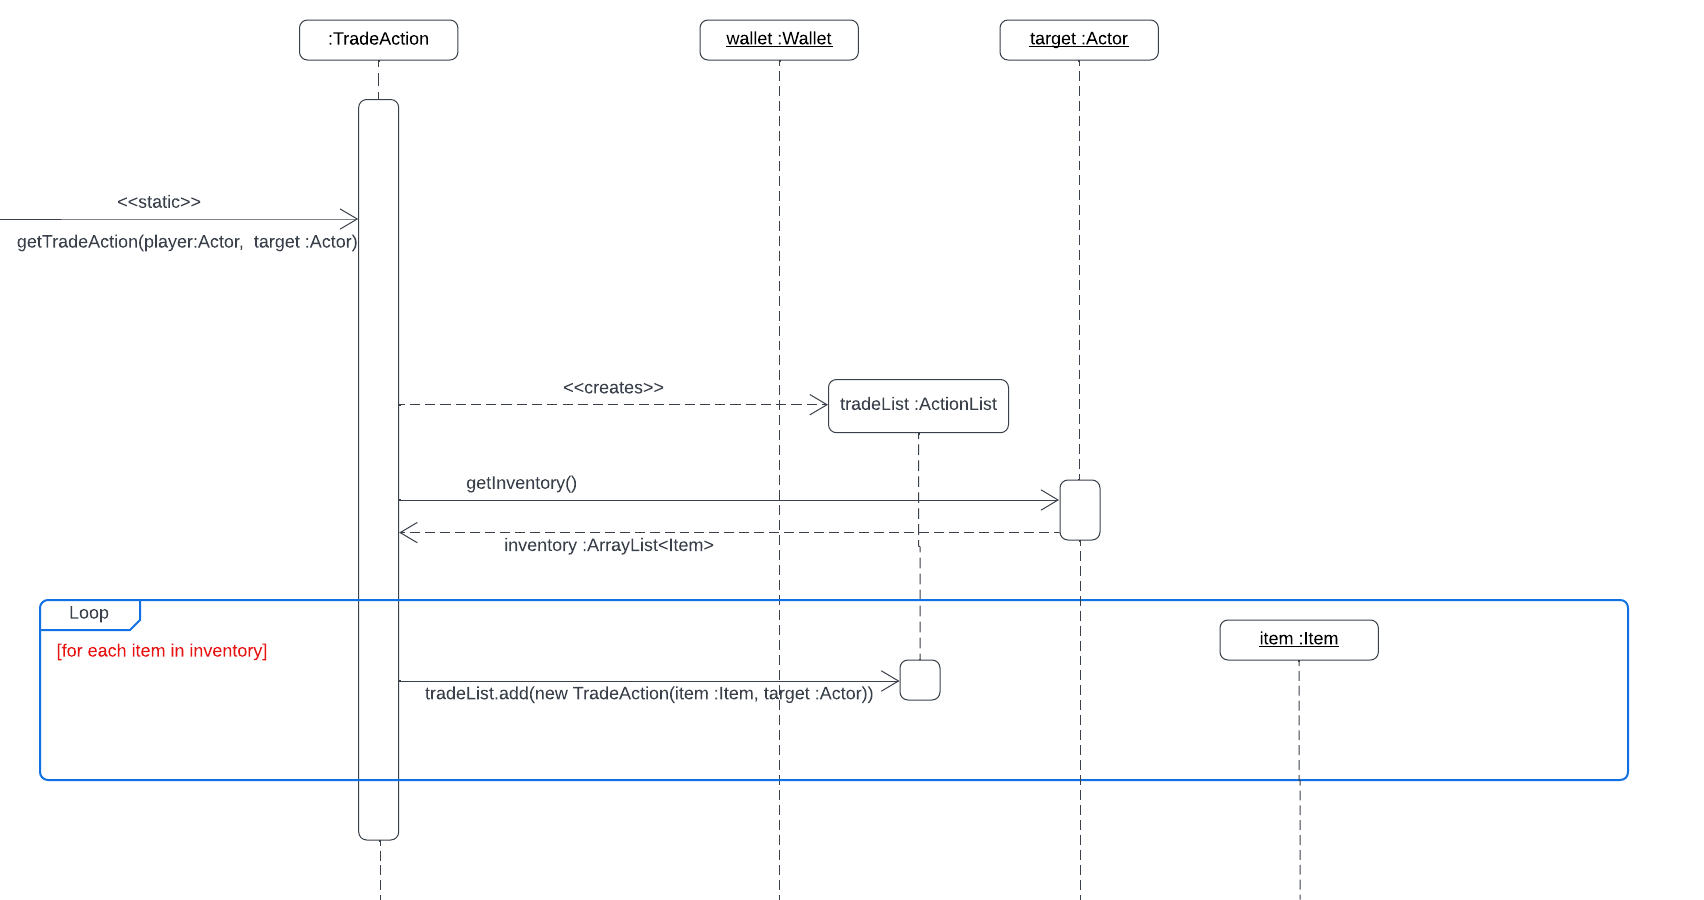 :TradeAction
wallet :Wallet
target :Actor
<<static>>
getTradeAction(player:Actor,  target :Actor)
<<creates>>
tradeList :ActionList
getInventory()
inventory :ArrayList<Item>
Loop
item :Item
[for each item in inventory]
tradeList.add(new TradeAction(item :Item, target :Actor))